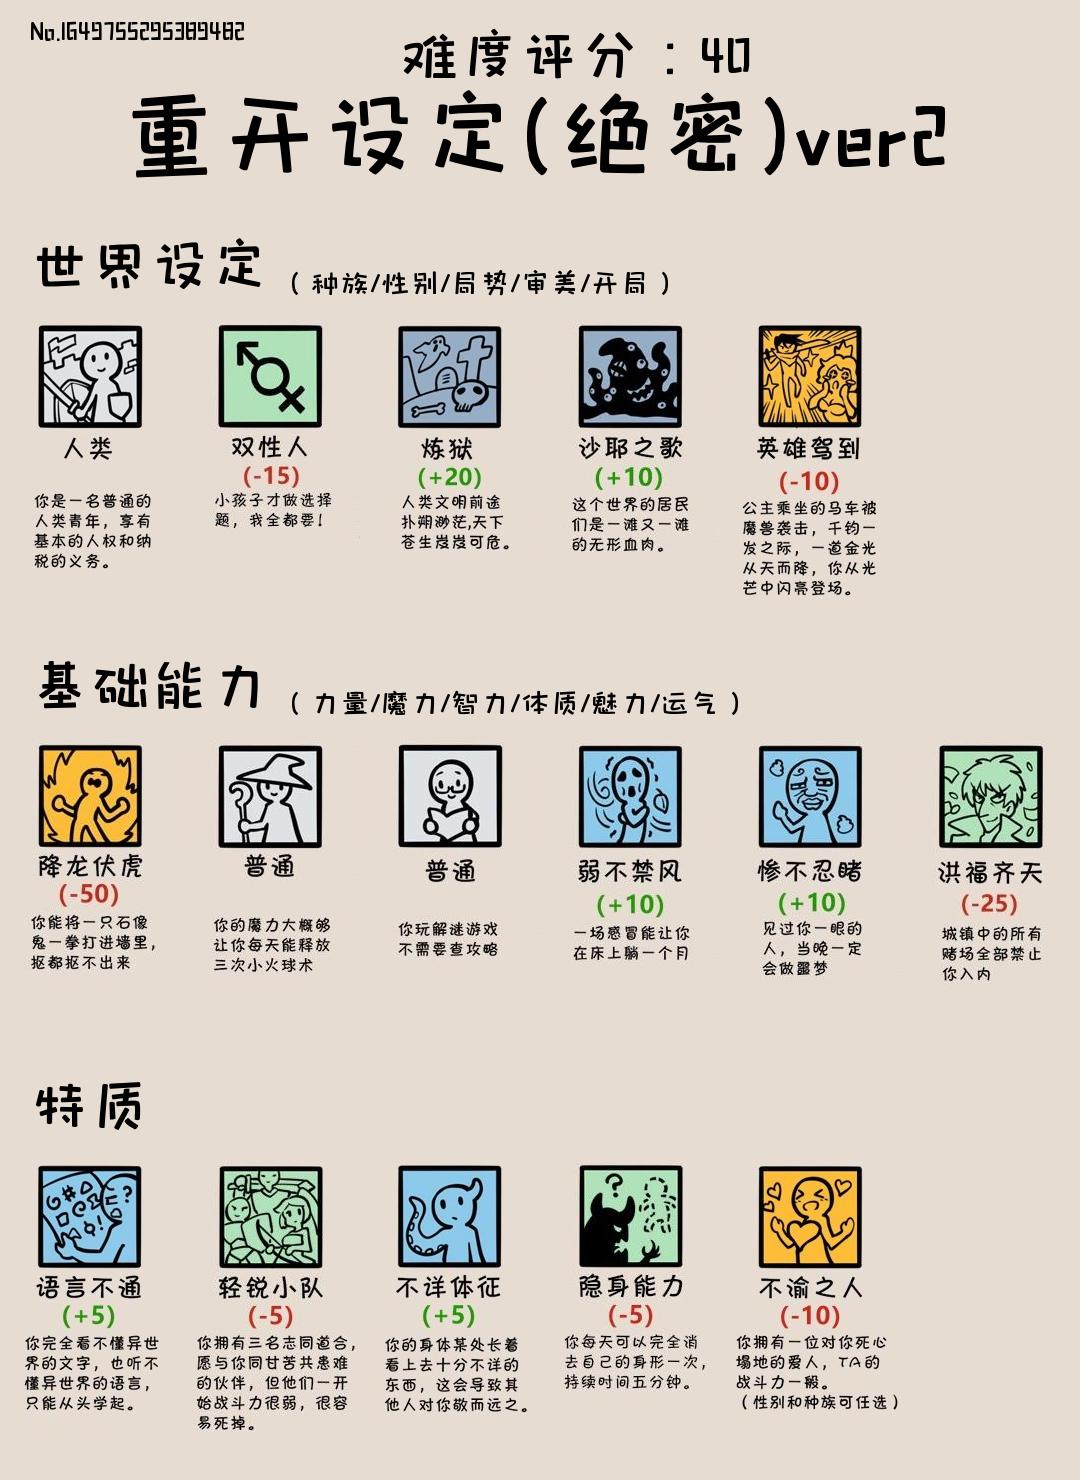 No.1649755295389482
难度评分：40
重开设定(绝密)ver2
世界设定（种族/性别/局势/审美/开局）
人类
你是一名普通的
人类青年，享有
基本的人权和纳
税的义务。
双性人
(-15)
小孩子才做选择
题，我全都要！
炼狱
(+20)
人类文明前途
扑朔渺茫,天下
苍生岌岌可危。
沙耶之歌
(+10)
这个世界的居民
们是一滩又一滩
的无形血肉。
英雄驾到
(-10)
公主乘坐的马车被
魔兽袭击，千钧一
发之际，一道金光
从天而降，你从光
芒中闪亮登场。
基础能力（力量/魔力/智力/体质/魅力/运气）
降龙伏虎
(-50)
你能将一只石像
鬼一拳打进墙里，
抠都抠不出来
普通
你的魔力大概够
让你每天能释放
三次小火球术
普通
你玩解谜游戏
不需要查攻略
弱不禁风
(+10)
一场感冒能让你
在床上躺一个月
惨不忍睹
(+10)
见过你一眼的
人，当晚一定
会做噩梦
洪福齐天
(-25)
城镇中的所有
赌场全部禁止
你入内
特质
语言不通
(+5)
你完全看不懂异世
界的文字，也听不
懂异世界的语言，
只能从头学起。
轻锐小队
(-5)
你拥有三名志同道合，
愿与你同甘苦共患难
的伙伴，但他们一开
始战斗力很弱，很容
易死掉。
不详体征
(+5)
你的身体某处长着
看上去十分不详的
东西，这会导致其
他人对你敬而远之。
隐身能力
(-5)
你每天可以完全消
去自己的身形一次，
持续时间五分钟。
不渝之人
(-10)
你拥有一位对你死心
塌地的爱人，TA的
战斗力一般。
（性别和种族可任选）